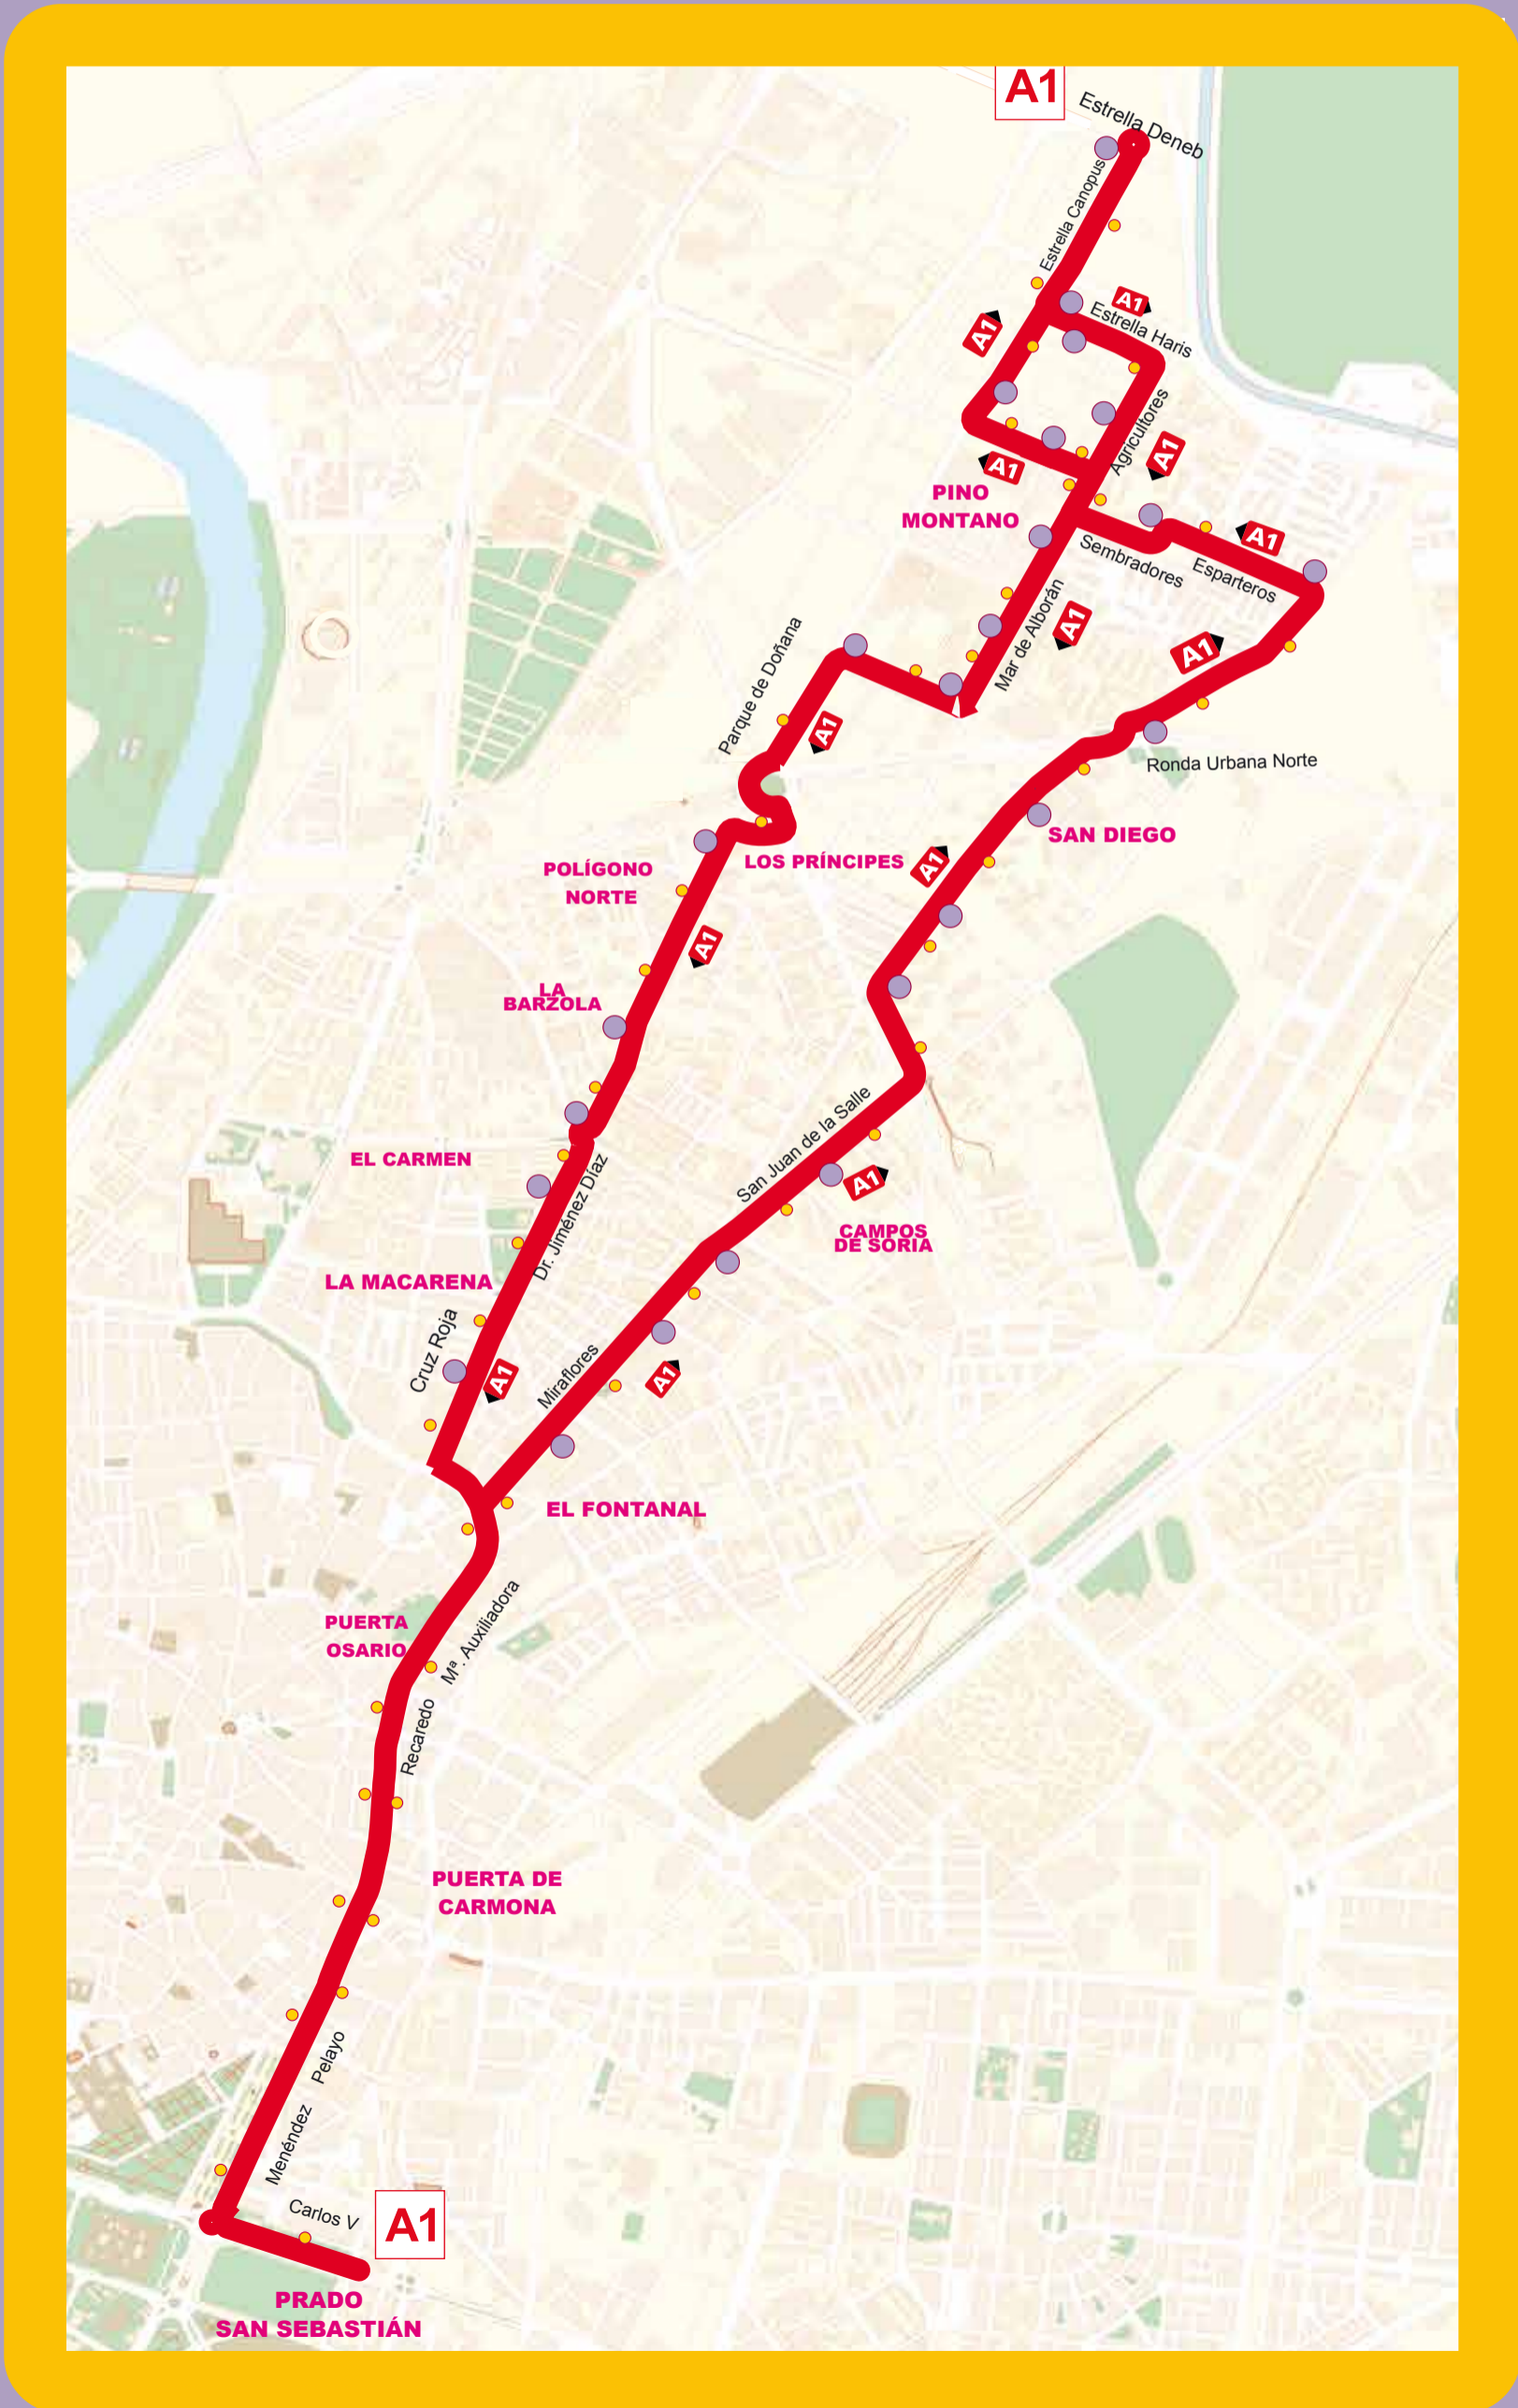 A1
Estrella Deneb
Estrella Canopus
A1
Estrella Haris
A1
Agricultores
A1
A1
PINO
MONTANO
A1
Sembradores
Esparteros
Mar de Alborán
A1
A1
Parque de Doñana
A1
Ronda Urbana Norte
SAN DIEGO
LOS PRÍNCIPES
A1
POLÍGONO
NORTE
A1
LA
BARZOLA
EL CARMEN
San Juan de la Salle
A1
Dr. Jiménez Díaz
CAMPOS
DE SORIA
LA MACARENA
Cruz Roja
A1
Miraflores
A1
EL FONTANAL
PUERTA
OSARIO
Mª. Auxiliadora
Recaredo
PUERTA DE
CARMONA
Menéndez Pelayo
Carlos V
A1
PRADO
SAN SEBASTIÁN